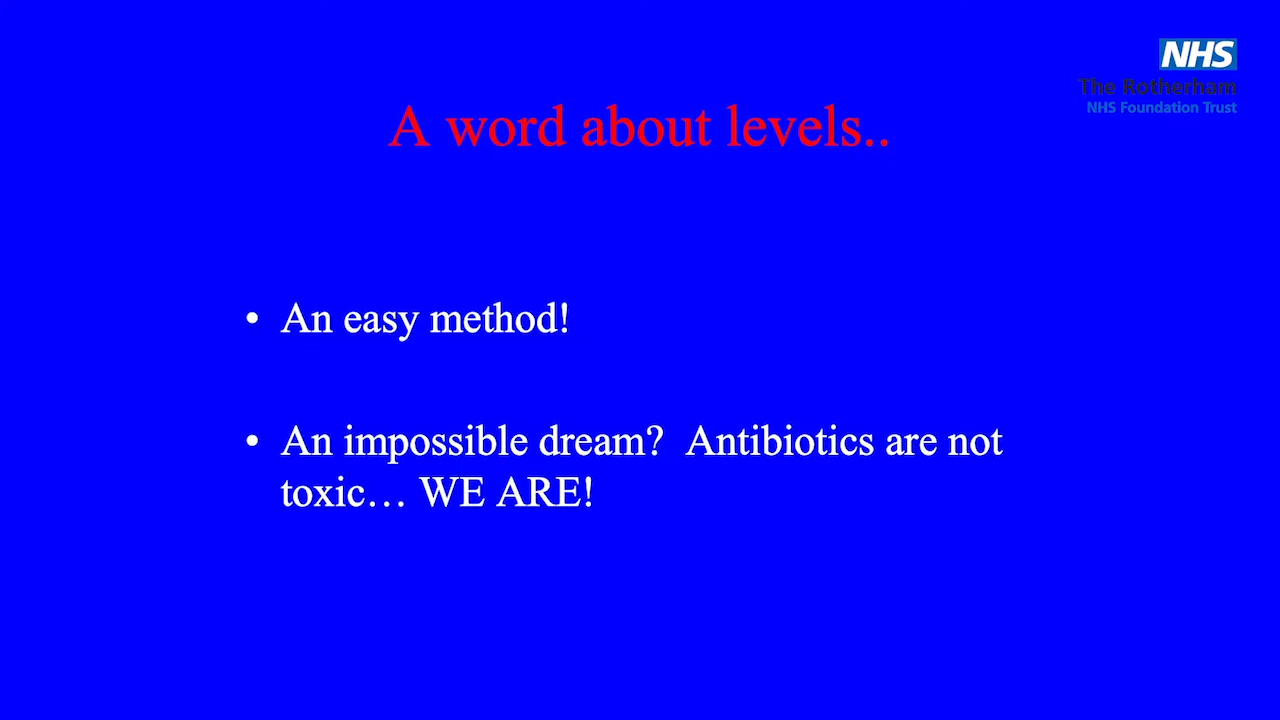 NHS
The Rotherham
NHS Foundation Trust
A word about levels..
• An easy method!
• An impossible dream?  Antibiotics are not
toxic… WE ARE!